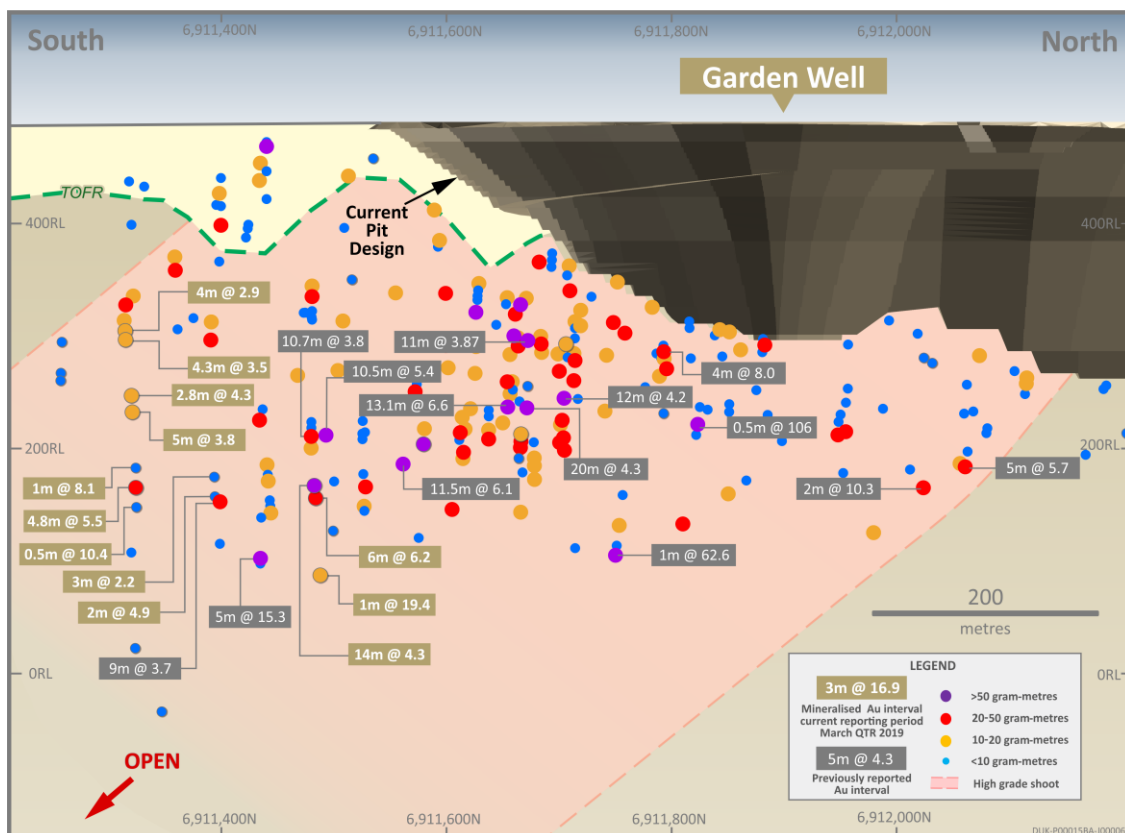 South
6,911,400N
6,911,600N
6,911,800N
6,912,000N
North
Garden Well
TOFR
400RL
400RL
Current
Pit
Design
4m @ 2.9
10.7m @ 3.8
11m @ 3.87
4.3m @ 3.5
10.5m @ 5.4
4m @ 8.0
2.8m @ 4.3
13.1m @ 6.6
12m @ 4.2
5m @ 3.8
0.5m @ 106
200RL
200RL
20m @ 4.3
5m @ 5.7
1m @ 8.1
11.5m @ 6.1
2m @ 10.3
4.8m @ 5.5
0.5m @ 10.4
6m @ 6.2
1m @ 62.6
3m @ 2.2
2m @ 4.9
5m @ 15.3
1m @ 19.4
200
metres
9m @ 3.7
14m @ 4.3
0RL
0RL
LEGEND
3m @ 16.9
Mineralised Au interval
current reporting period
March QTR 2019
5m @ 4.3
Previously reported
Au interval
>50 gram-metres
20-50 gram-metres
10-20 gram-metres
<10 gram-metres
High grade shoot
OPEN
6,911,400N
6,911,600N
6,911,800N
6,912,000N
DUK-P00015BA-J00006